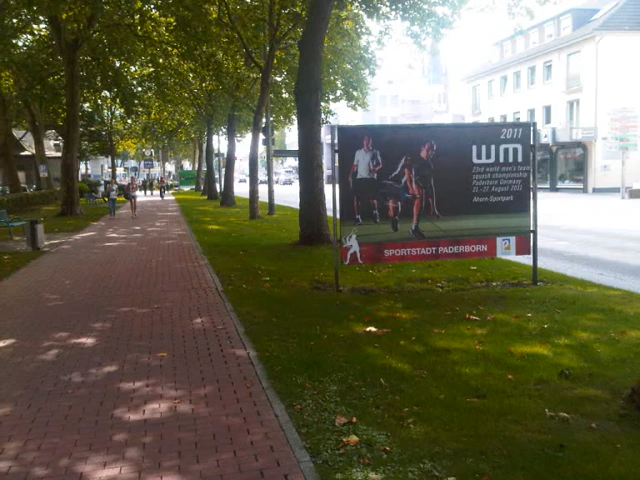 2011
wm
23rd world men's team
squash championship
Paderborn Germany
21.-27. August 2011
Ahorn-Sportpark
SPORTSTADT PADERBORN